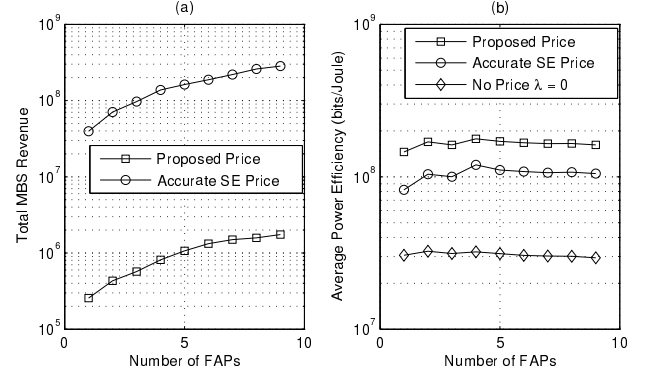 (a)
10^9
10^8
10^7
10^6
10^5
Total MBS Revenue
Proposed Price
Accurate SE Price
0
5
10
Number of FAPs
(b)
10^9
10^8
10^7
Average Power Efficiency (bits/Joule)
Proposed Price
Accurate SE Price
No Price λ = 0
0
5
10
Number of FAPs